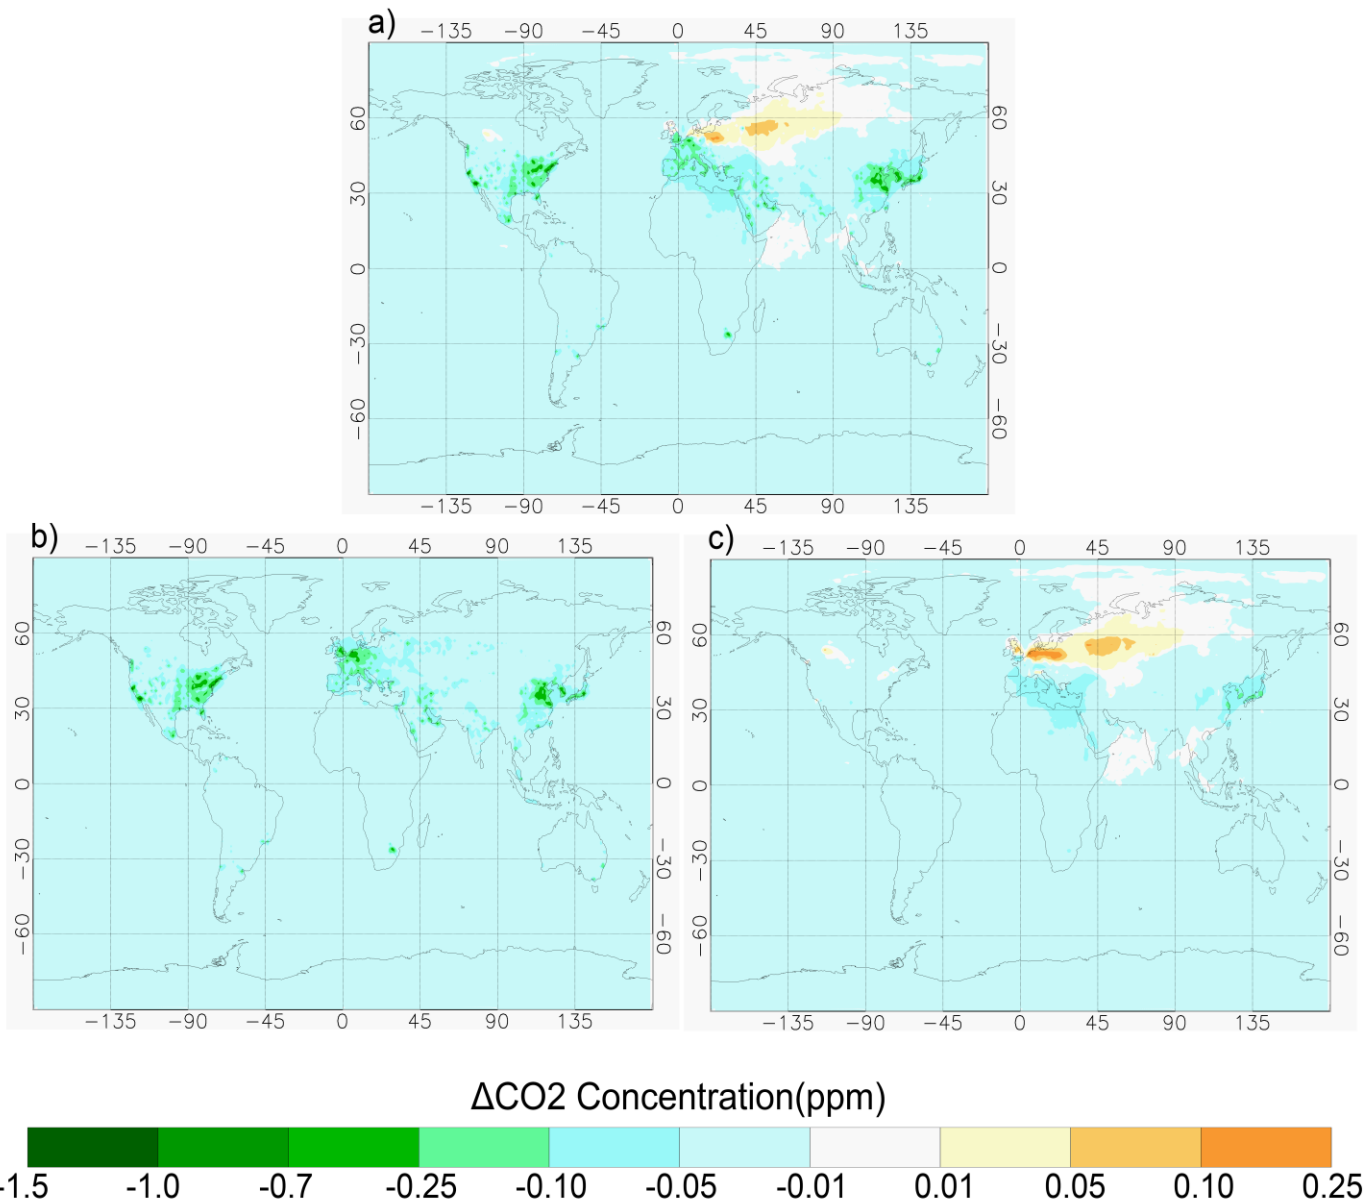 a)
−135 −90 −45 0 45 90 135
60 60
30 30
0 0
−30 −30
−60 −60
−135 −90 −45 0 45 90 135
b) c)
−135 −90 −45 0 45 90 135 −135 −90 −45 0 45 90 135
60 60 60 60
30 30 30 30
0 0 0 0
−30 −30 −30 −30
−60 −60 −60 −60
−135 −90 −45 0 45 90 135 −135 −90 −45 0 45 90 135
ΔCO2 Concentration(ppm)
-1.5 -1.0 -0.7 -0.25 -0.10 -0.05 -0.01 0.01 0.05 0.10 0.25